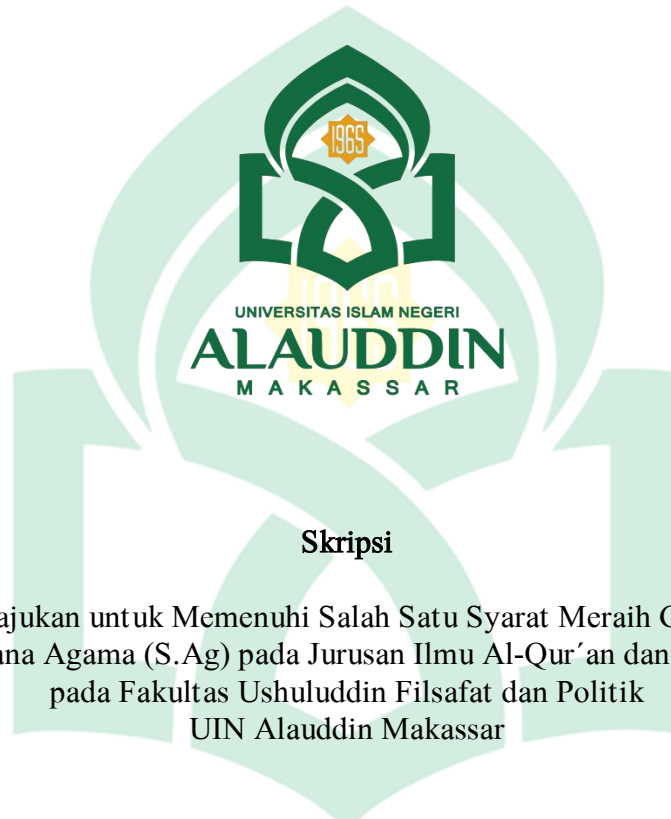 1965
UNIVERSITAS ISLAM NEGERI
ALAUDDIN
MAKASSAR
Skripsi
ajukan untuk Memenuhi Salah Satu Syarat Meraih
ana Agama (S.Ag) pada Jurusan Ilmu Al-Qur´an dan
pada Fakultas Ushuluddin Filsafat dan Politik
UIN Alauddin Makassar